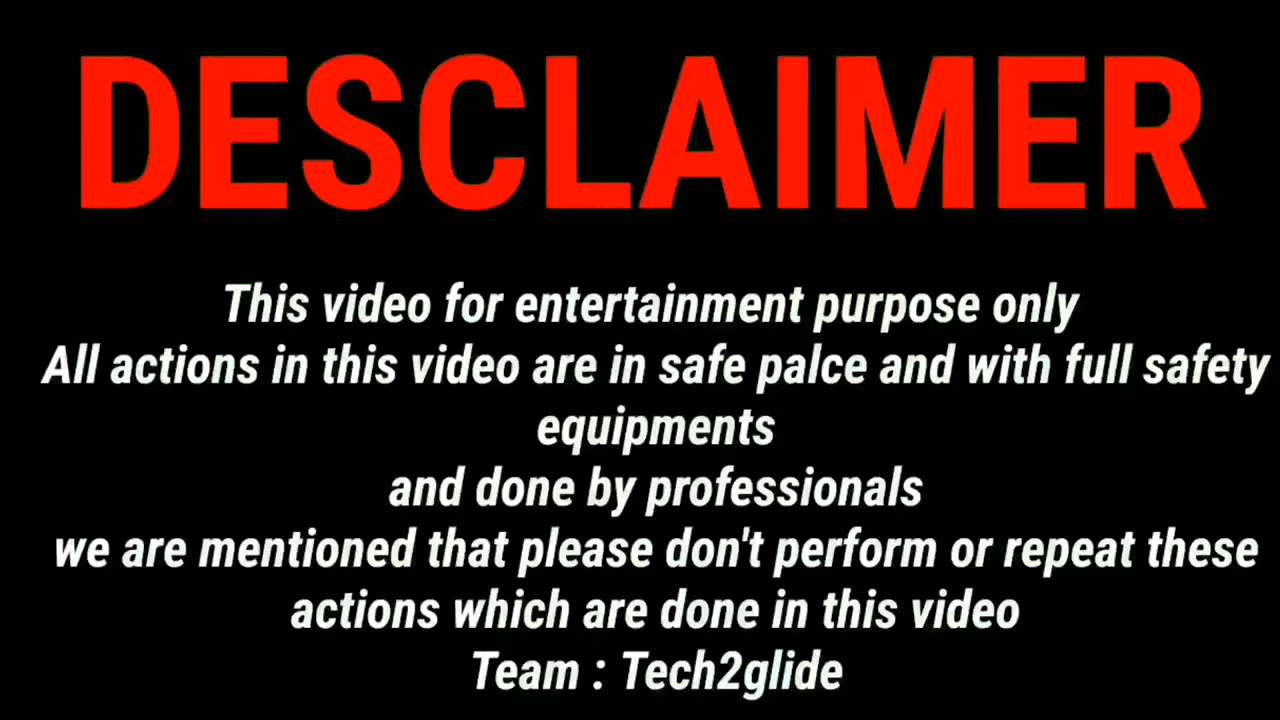 DESCLAIMER
This video for entertainment purpose only
All actions in this video are in safe palce and with full safety
equipments
and done by professionals
we are mentioned that please don't perform or repeat these
actions which are done in this video
Team : Tech2glide